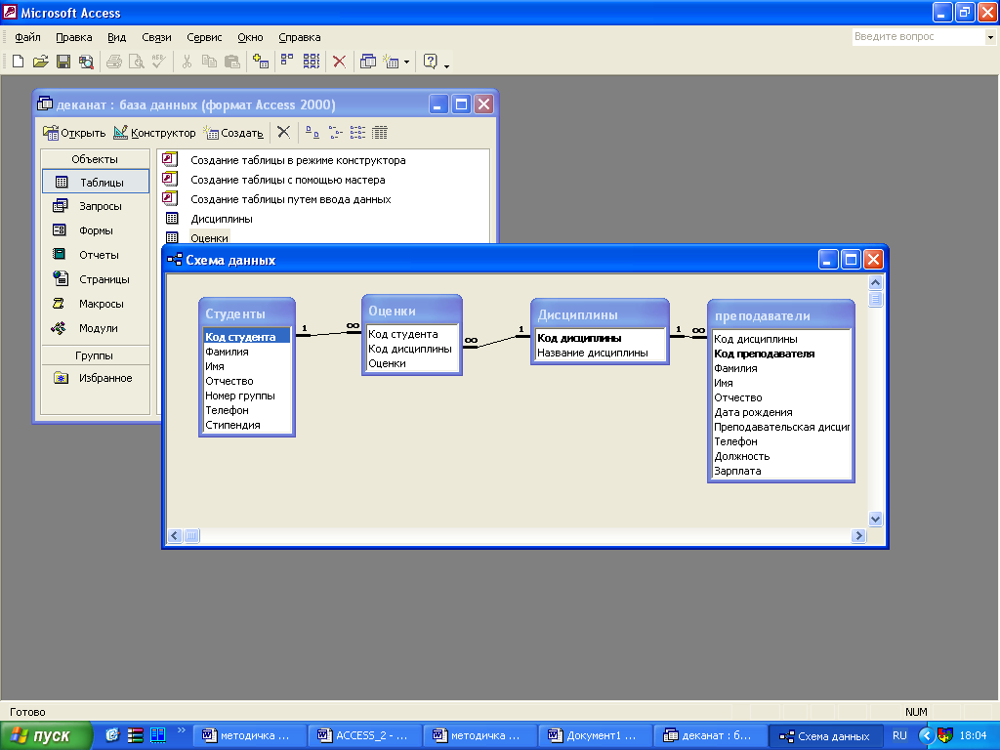 Microsoft Access
Файл Правка Вид Связи Сервис Окно Справка
Введите вопрос
деканат : база данных (формат Access 2000)
Открыть Конструктор Создать
Объекты
Таблицы
Запросы
Формы
Отчеты
Страницы
Макросы
Модули
Группы
Избранное
Создание таблицы в режиме конструктора
Создание таблицы с помощью мастера
Создание таблицы путем ввода данных
Дисциплины
Оценки
Схема данных
Студенты
Код студента
Фамилия
Имя
Отчество
Номер группы
Телефон
Стипендия
1 ∞
Оценки
Код студента
Код дисциплины
Оценки
∞ 1
Дисциплины
Код дисциплины
Название дисциплины
1 ∞
преподаватели
Код дисциплины
Код преподавателя
Фамилия
Имя
Отчество
Дата рождения
Преподавательская дисцип
Телефон
Должность
Зарплата
Готово
NUM
пуск
методичка ...
ACCESS_2 - ...
методичка ...
Документ1 ...
деканат : б...
Схема данных
RU
18:04